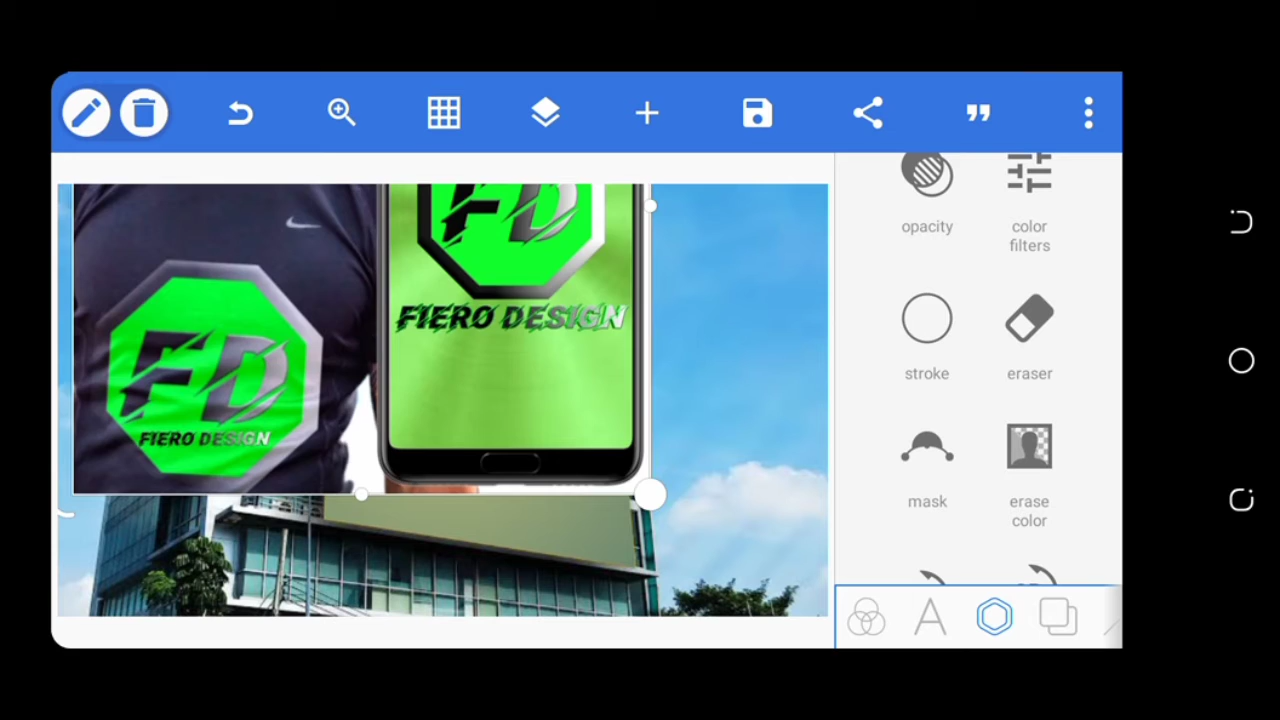 opacity
color
filters
FD
FIERO DESIGN
FD
FIERO DESIGN
stroke
eraser
mask
erase
color